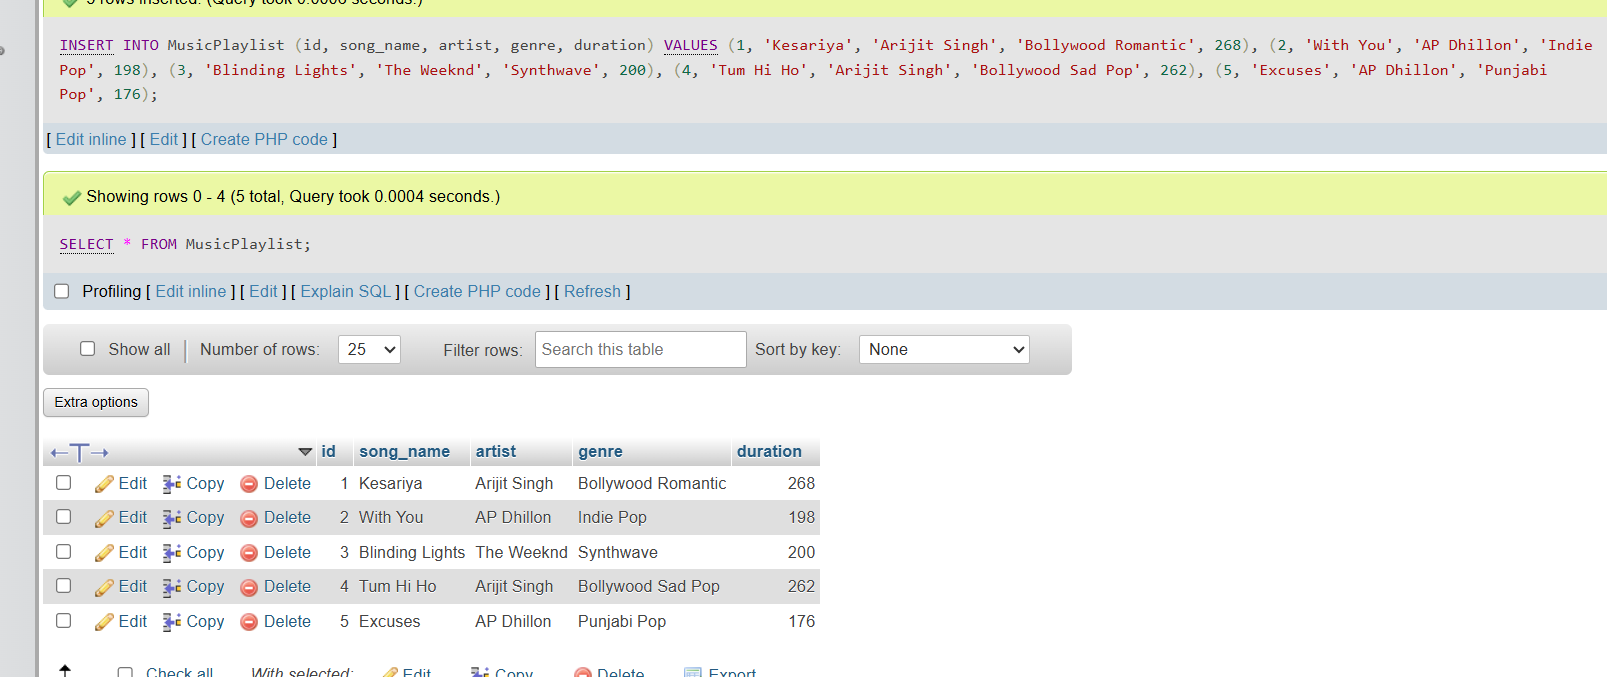 5 rows inserted. (Query took 0.0006 seconds.)
INSERT INTO MusicPlaylist (id, song_name, artist, genre, duration) VALUES (1, 'Kesariya', 'Arijit Singh', 'Bollywood Romantic', 268), (2, 'With You', 'AP Dhillon', 'Indie
Pop', 198), (3, 'Blinding Lights', 'The Weeknd', 'Synthwave', 200), (4, 'Tum Hi Ho', 'Arijit Singh', 'Bollywood Sad Pop', 262), (5, 'Excuses', 'AP Dhillon', 'Punjabi
Pop', 176);
[ Edit inline ] [ Edit ] [ Create PHP code ]
Showing rows 0 - 4 (5 total, Query took 0.0004 seconds.)
SELECT * FROM MusicPlaylist;
Profiling [ Edit inline ] [ Edit ] [ Explain SQL ] [ Create PHP code ] [ Refresh ]
Show all | Number of rows: 25 Filter rows: Search this table Sort by key: None
Extra options
←T→ id song_name artist genre duration
Edit Copy Delete 1 Kesariya Arijit Singh Bollywood Romantic 268
Edit Copy Delete 2 With You AP Dhillon Indie Pop 198
Edit Copy Delete 3 Blinding Lights The Weeknd Synthwave 200
Edit Copy Delete 4 Tum Hi Ho Arijit Singh Bollywood Sad Pop 262
Edit Copy Delete 5 Excuses AP Dhillon Punjabi Pop 176
Check all With selected: Edit Copy Delete Export